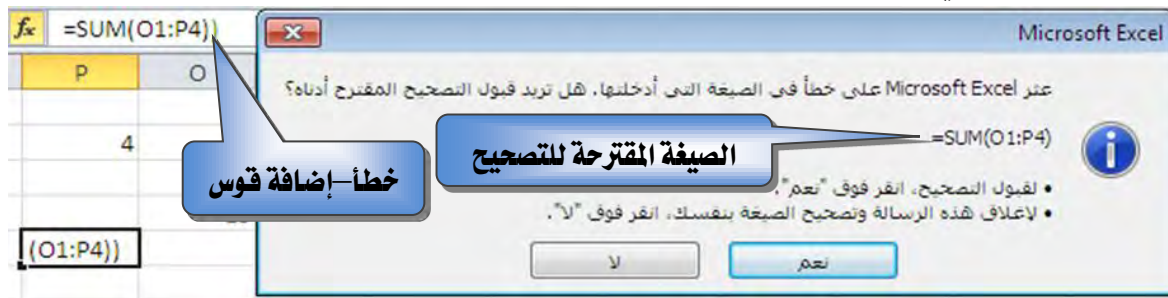 fx =SUM(O1:P4))
Microsoft Excel
P O
عثر Microsoft Excel على خطأ في الصيغة التي أدخلتها، هل تريد قبول التصحيح المقترح أدناه؟
4
=SUM(O1:P4)
الصيغة المقترحة للتصحيح
خطأ-إضافة قوس
• لقبول التصحيح، انقر فوق "نعم".
• لإغلاق هذه الرسالة وتصحيح الصيغة بنفسك، انقر فوق "لا".
(O1:P4))
نعم
لا